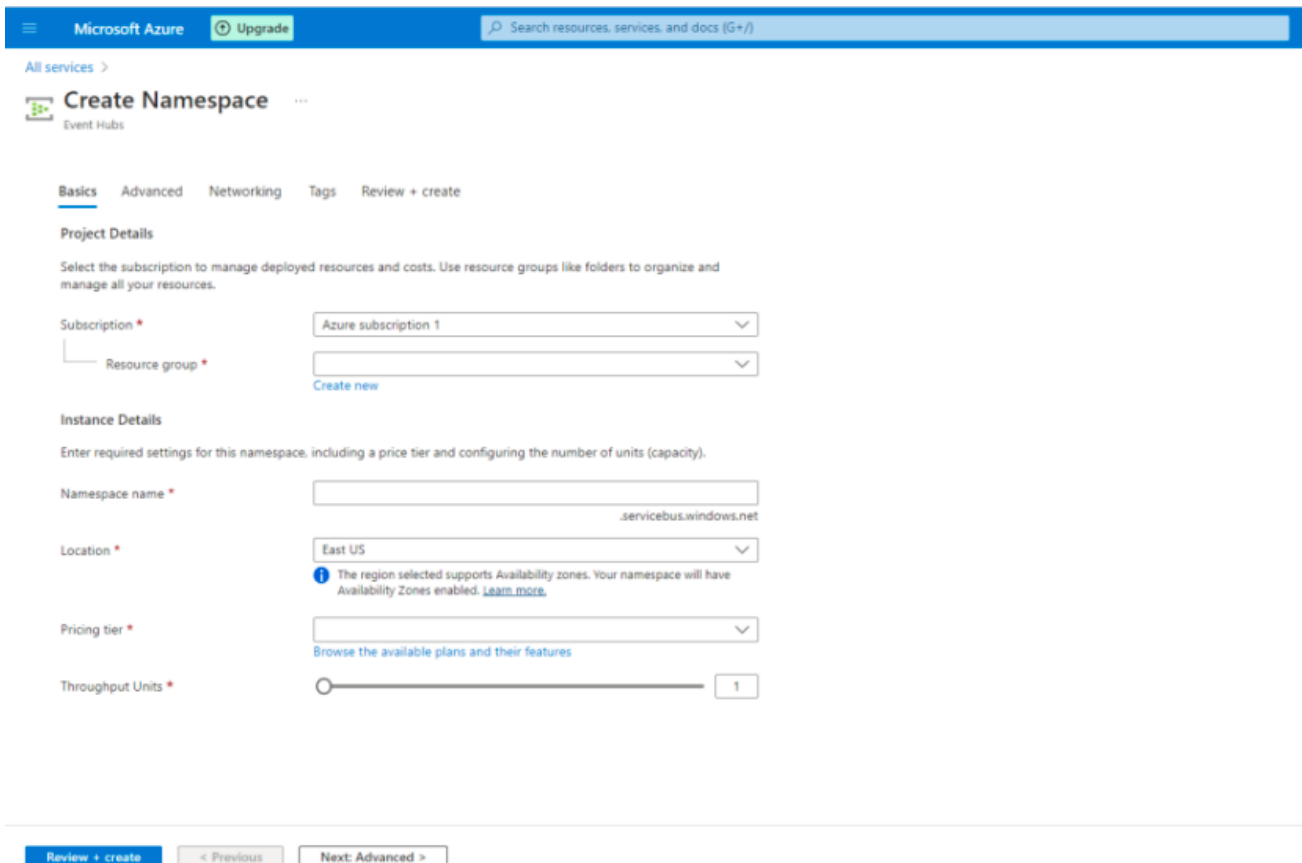 Microsoft Azure
Upgrade
Search resources, services, and docs (G+/)
All services >
Create Namespace ...
Event Hubs
Basics Advanced Networking Tags Review + create
Project Details
Select the subscription to manage deployed resources and costs. Use resource groups like folders to organize and
manage all your resources.
Subscription * Azure subscription 1
Resource group *
Create new
Instance Details
Enter required settings for this namespace, including a price tier and configuring the number of units (capacity).
Namespace name *
.servicebus.windows.net
Location * East US
The region selected supports Availability zones. Your namespace will have
Availability Zones enabled. Learn more.
Pricing tier *
Browse the available plans and their features
Throughput Units * 1
Review + create < Previous Next: Advanced >